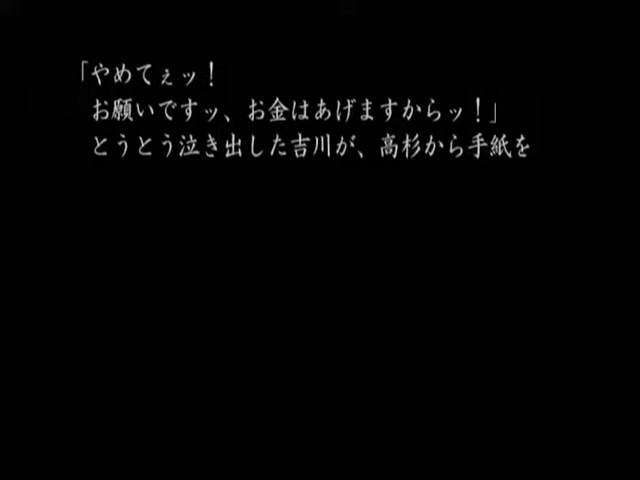 「やめてぇッ!
お願いですッ、お金はあげますからッ!」
とうとう泣き出した吉川が、高杉から手紙を